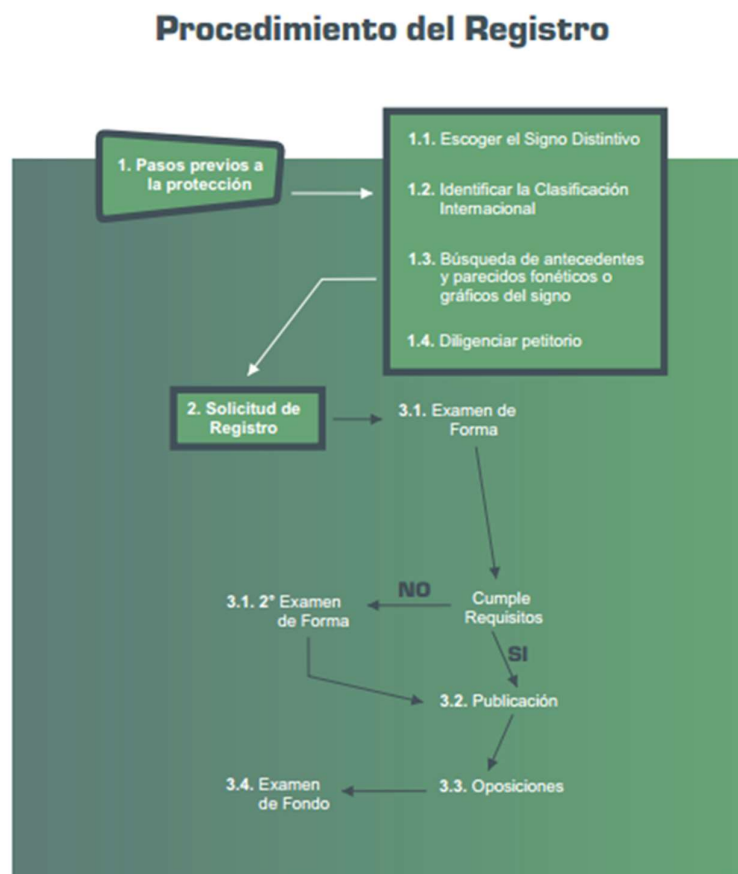 Procedimiento del Registro
1. Pasos previos a
la protección
1.1. Escoger el Signo Distintivo
1.2. Identificar la Clasificación
Internacional
1.3. Búsqueda de antecedentes
y parecidos fonéticos o
gráficos del signo
1.4. Diligenciar petitorio
2. Solicitud de
Registro
3.1. Examen de
Forma
Cumple
Requisitos
NO
3.1. 2° Examen
de Forma
SI
3.2. Publicación
3.3. Oposiciones
3.4. Examen
de Fondo